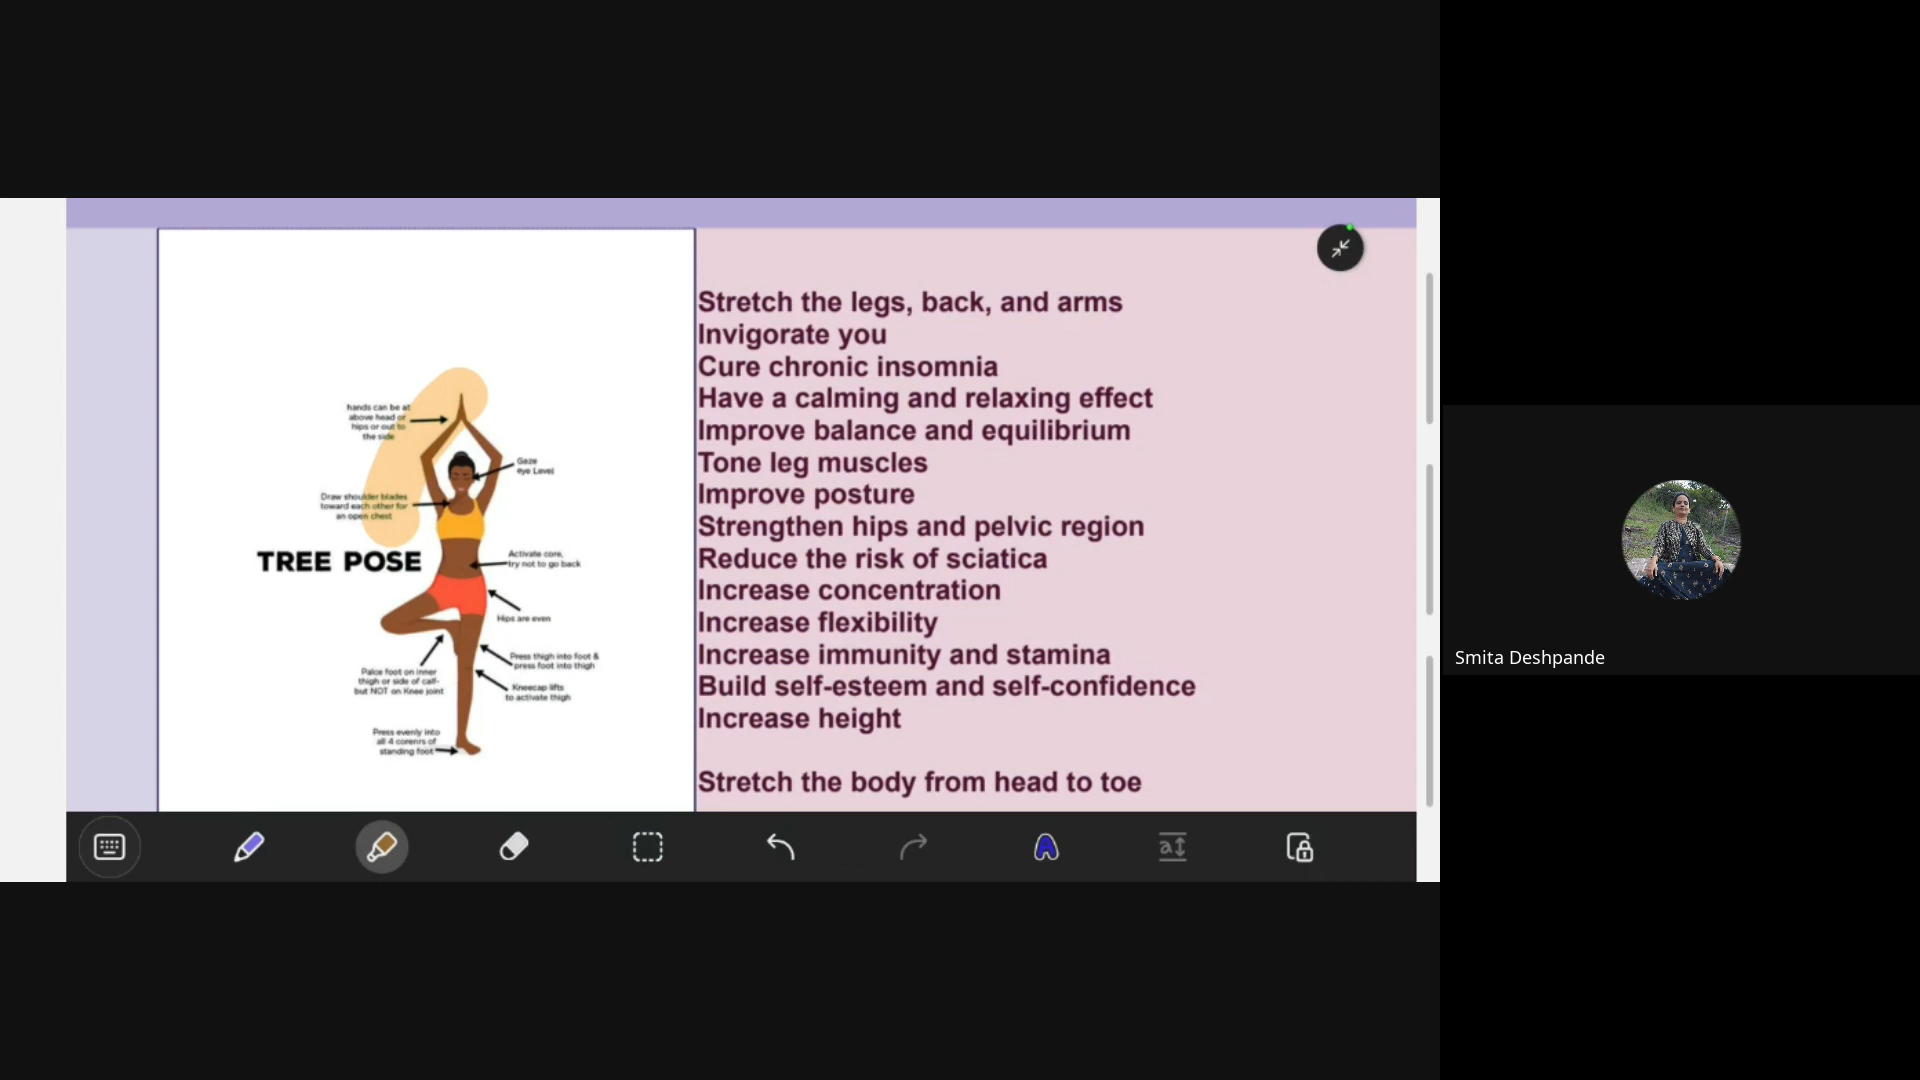 hands can be at
above head or
hips or out to
the side
Gaze
eye Level
Draw shoulder blades
toward each other for
an open chest
TREE POSE
Activate core,
try not to go back
Hips are even
Press thigh into foot &
press foot into thigh
Palce foot on inner
thigh or side of calf-
but NOT on Knee joint
Kneecap lifts
to activate thigh
Press evenly into
all 4 corenrs of
standing foot
Stretch the legs, back, and arms
Invigorate you
Cure chronic insomnia
Have a calming and relaxing effect
Improve balance and equilibrium
Tone leg muscles
Improve posture
Strengthen hips and pelvic region
Reduce the risk of sciatica
Increase concentration
Increase flexibility
Increase immunity and stamina
Build self-esteem and self-confidence
Increase height
Stretch the body from head to toe
Smita Deshpande